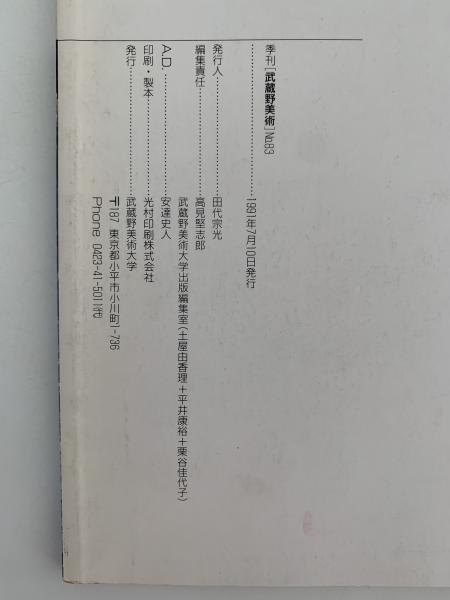 季刊[武蔵野美術]No.83
…………………1991年7月10日発行
発行人…………………田代宗光
編集責任…………………高見堅志郎
武蔵野美術大学出版編集室(土屋由香理+平井康裕+栗谷佳代子)
A.D.…………………安達史人
印刷・製本…………………光村印刷株式会社
発行…………………武蔵野美術大学
〒187 東京都小平市小川町1-736
Phone 0423-41-5011代